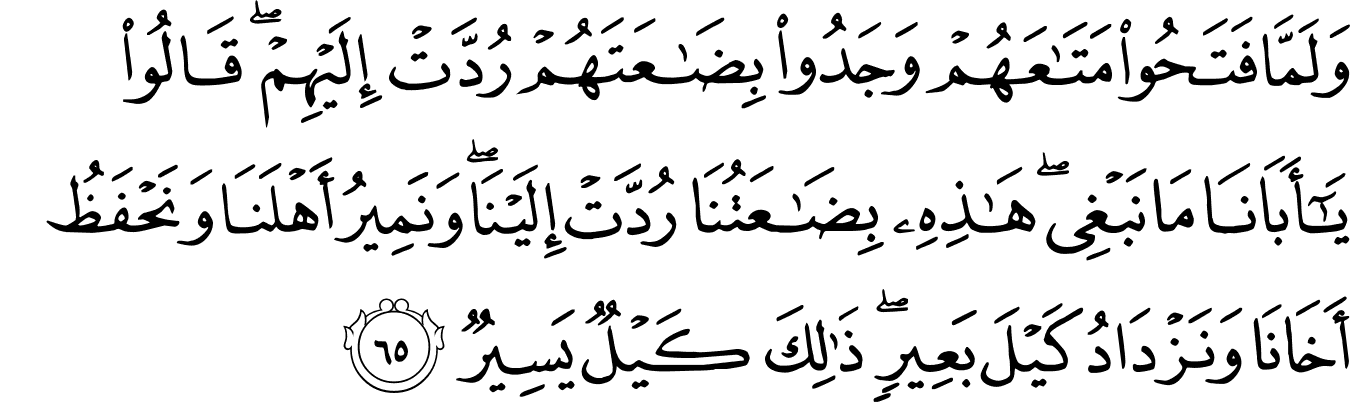 وَلَمَّا فَتَحُوا۟ مَتَـٰعَهُمْ وَجَدُوا۟ بِضَـٰعَتَهُمْ رُدَّتْ إِلَيْهِمْ ۖ قَالُوا۟
يَـٰٓأَبَانَا مَا نَبْغِى ۖ هَـٰذِهِۦ بِضَـٰعَتُنَا رُدَّتْ إِلَيْنَا ۖ وَنَمِيرُ أَهْلَنَا وَنَحْفَظُ
أَخَانَا وَنَزْدَادُ كَيْلَ بَعِيرٍ ۖ ذَٰلِكَ كَيْلٌ يَسِيرٌ ٦٥